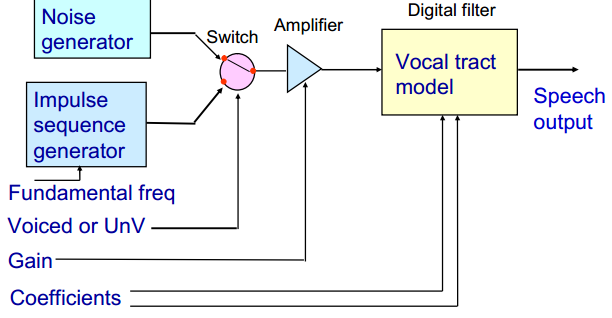 Noise
generator
Switch
Amplifier
Digital filter
Vocal tract
model
Speech
output
Impulse
sequence
generator
Fundamental freq
Voiced or UnV
Gain
Coefficients